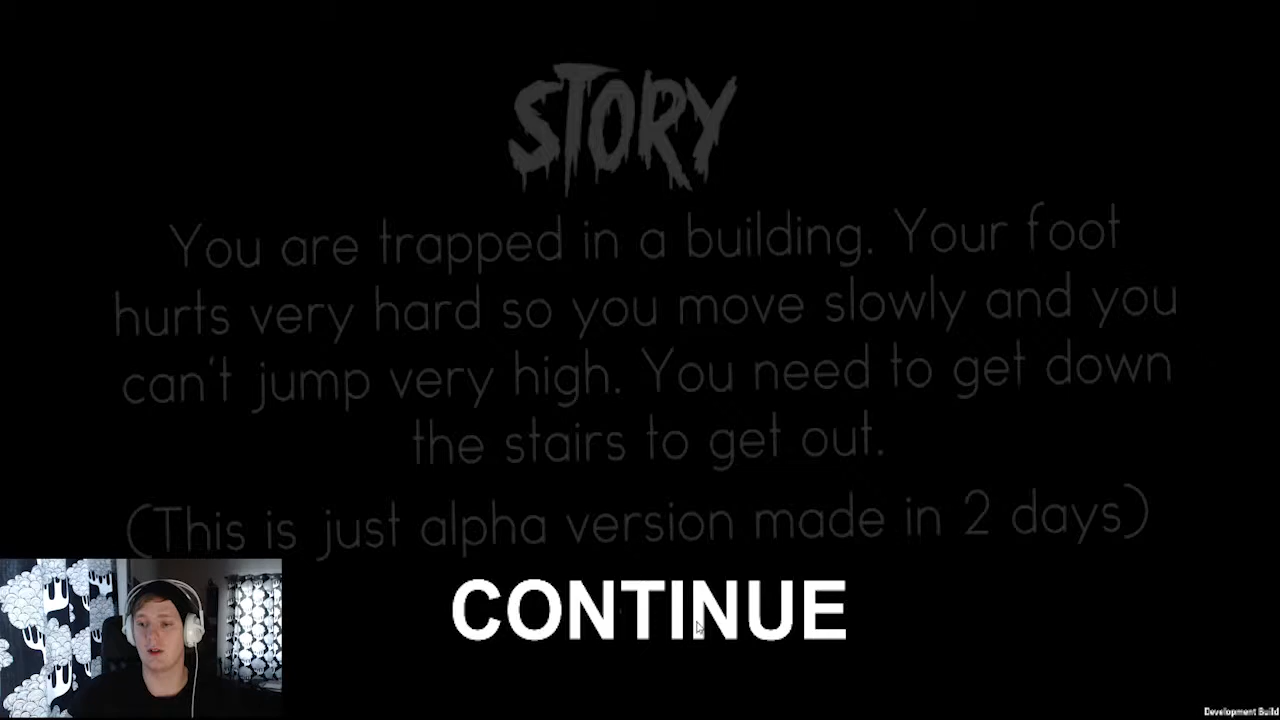 STORY
You are trapped in a building. Your foot
hurts very hard so you move slowly and you
can't jump very high. You need to get down
the stairs to get out.
(This is just alpha version made in 2 days)
CONTINUE
Development Build